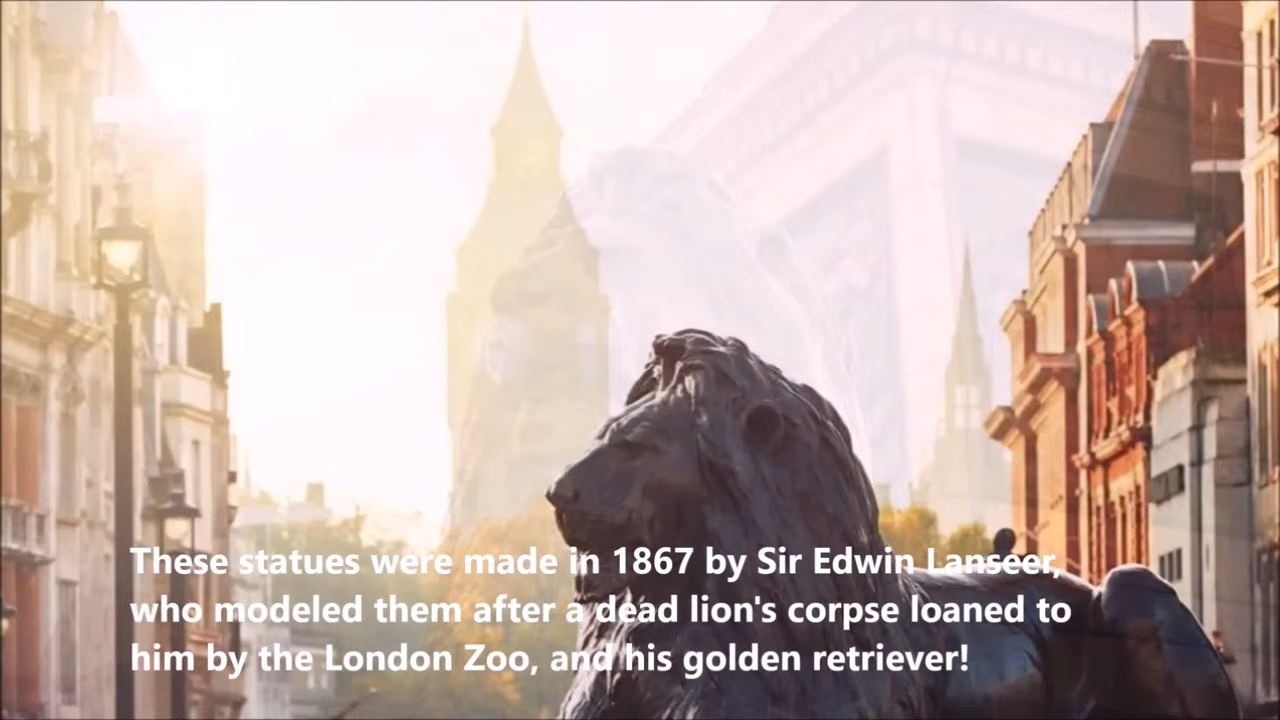 These statues were made in 1867 by Sir Edwin Lanseer,
who modeled them after a dead lion's corpse loaned to
him by the London Zoo, and his golden retriever!